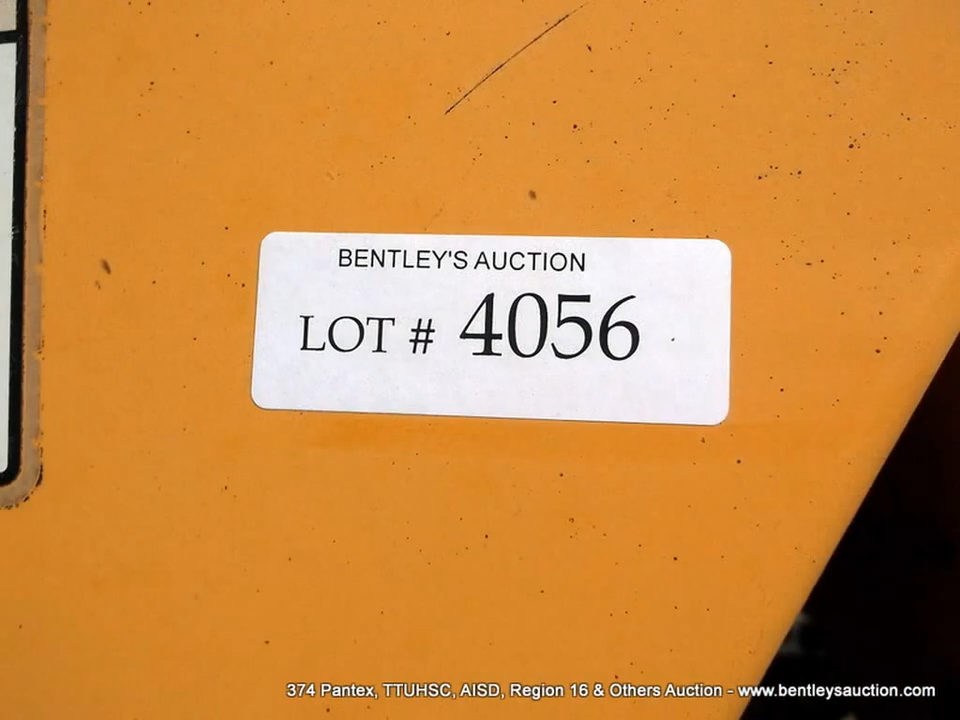 BENTLEY'S AUCTION
LOT # 4056
374 Pantex, TTUHSC, AISD, Region 16 & Others Auction - www.bentleysauction.com